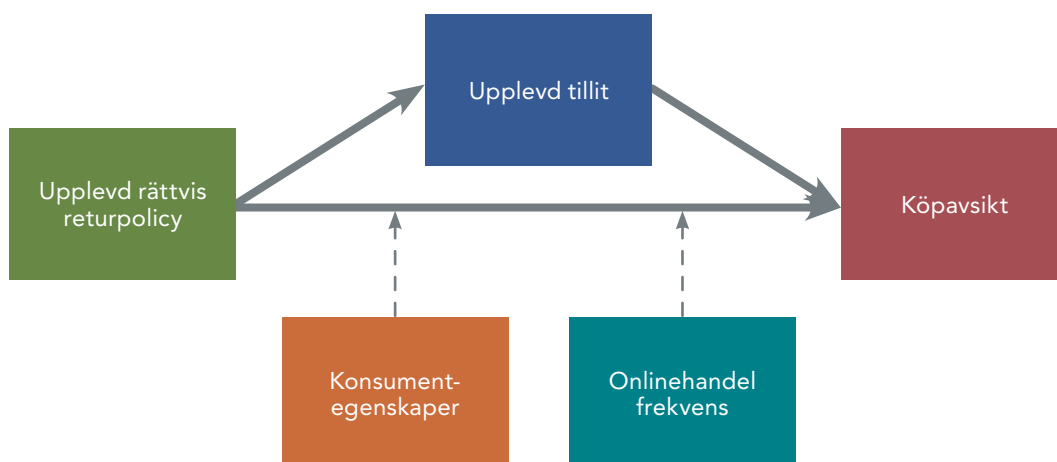 Upplevd tillit
Upplevd rättvis
returpolicy
Köpavsikt
Konsument-
egenskaper
Onlinehandel
frekvens